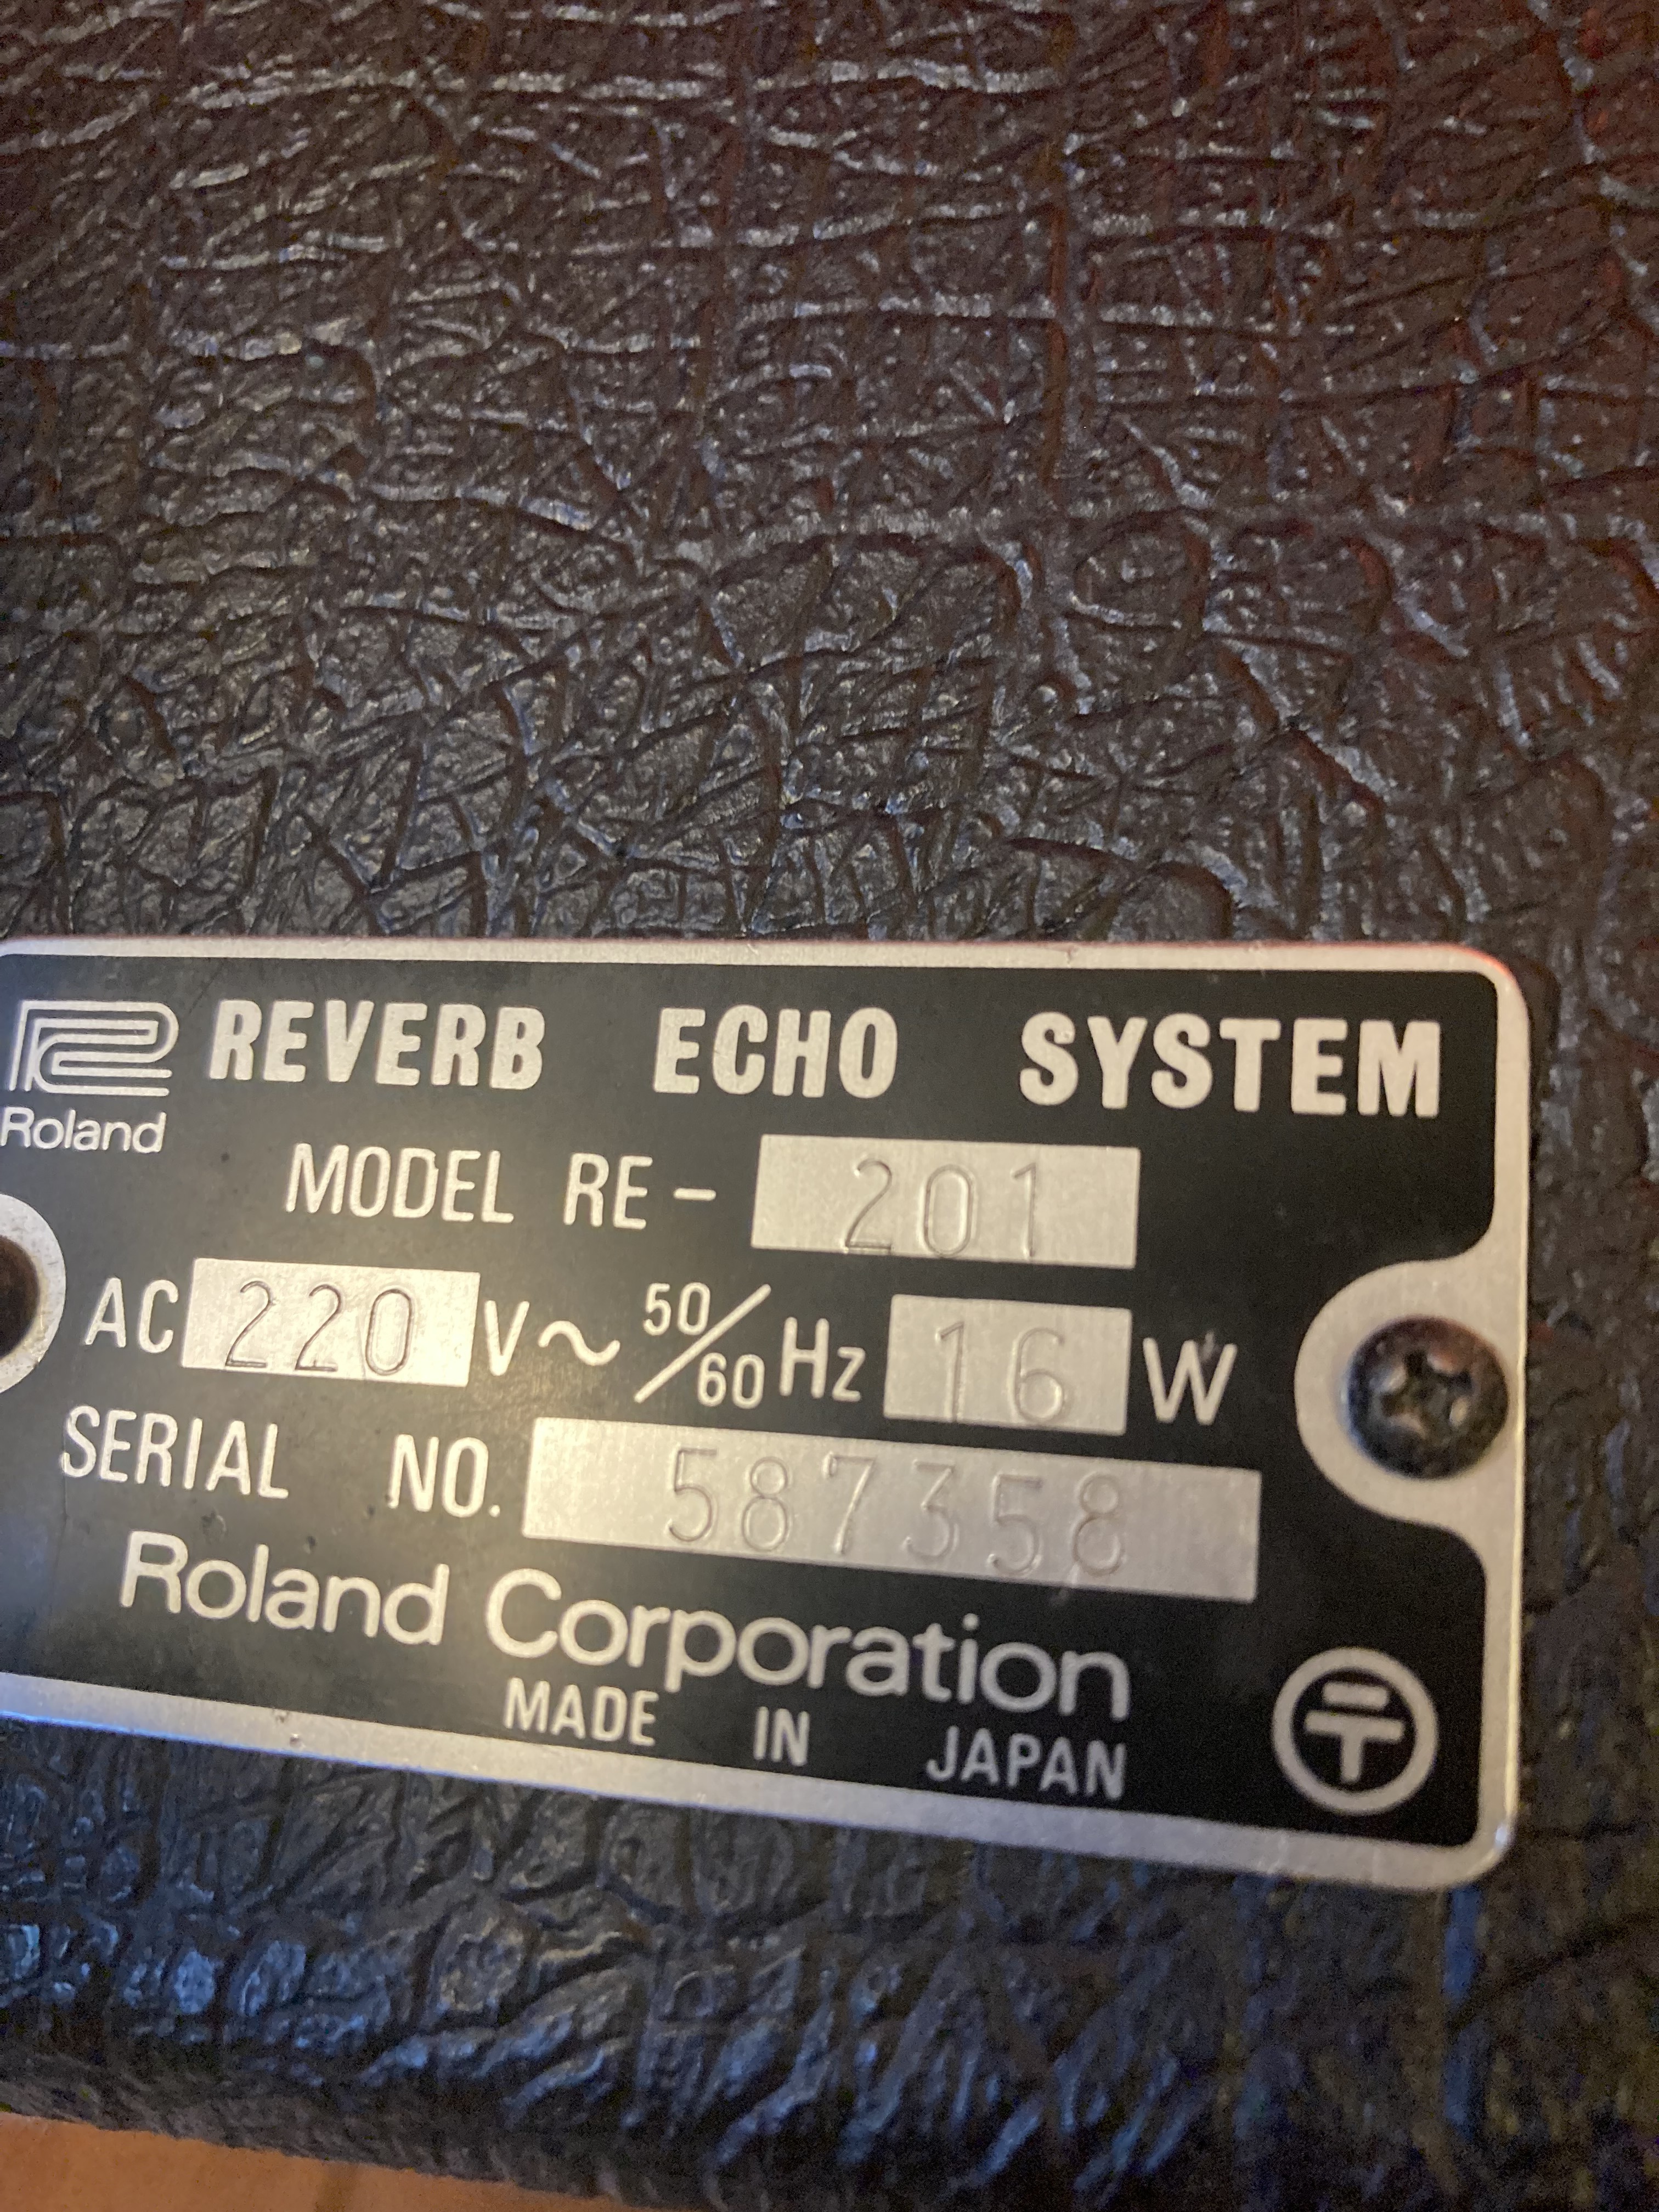 REVERB ECHO SYSTEM
Roland
MODEL RE-201
AC 220 V~ 50/60 Hz 16 W
SERIAL NO. 587358
Roland Corporation
MADE IN JAPAN